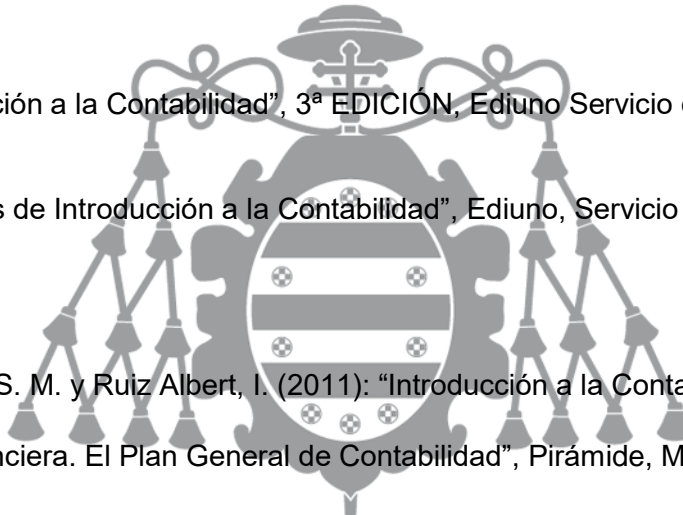 ción a la Contabilidad”, 3ª EDICIÓN, Ediuno Servicio
s de Introducción a la Contabilidad”, Ediuno, Servicio
S. M. y Ruiz Albert, I. (2011): “Introducción a la Conta
nciera. El Plan General de Contabilidad”, Pirámide, M